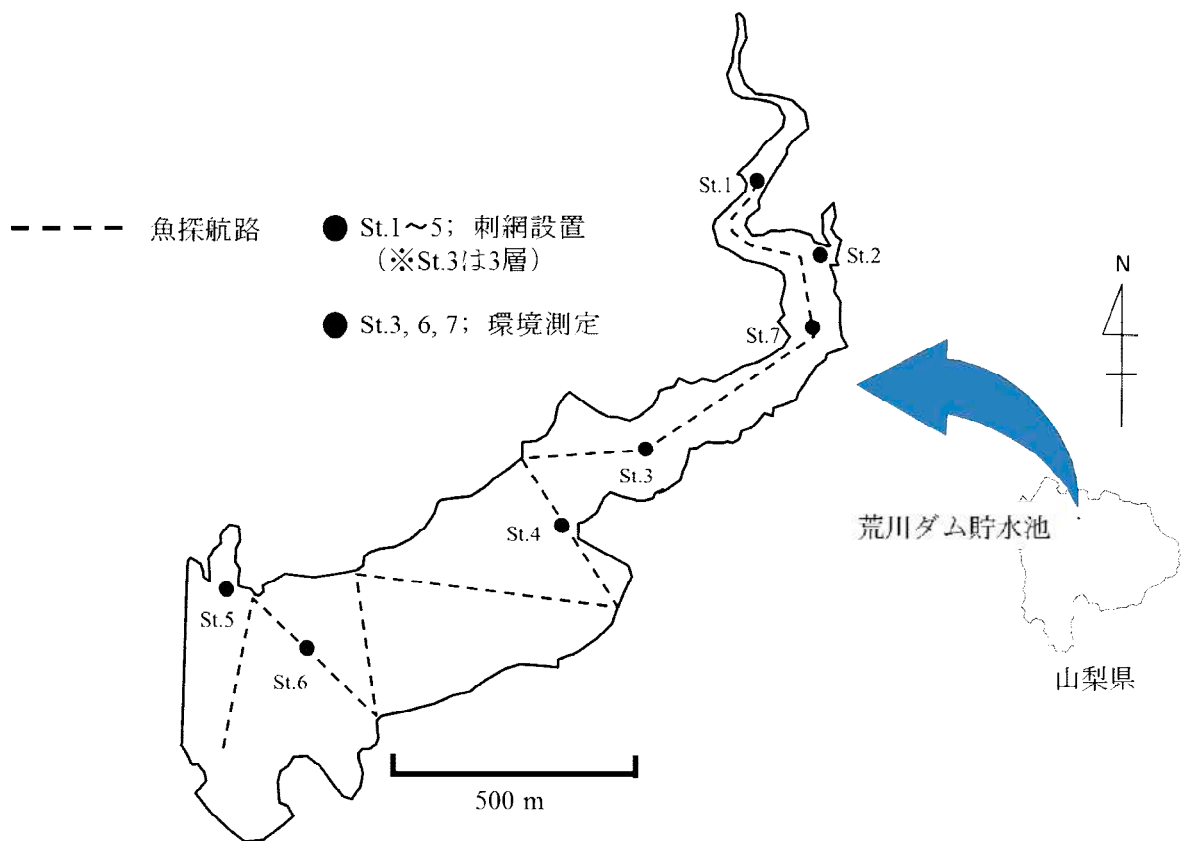 St.1
魚探航路
St.1～5；刺網設置
（※St.3は3層）
St.2
N
St.3, 6, 7；環境測定
St.7
St.3
St.4
荒川ダム貯水池
St.5
St.6
山梨県
500 m